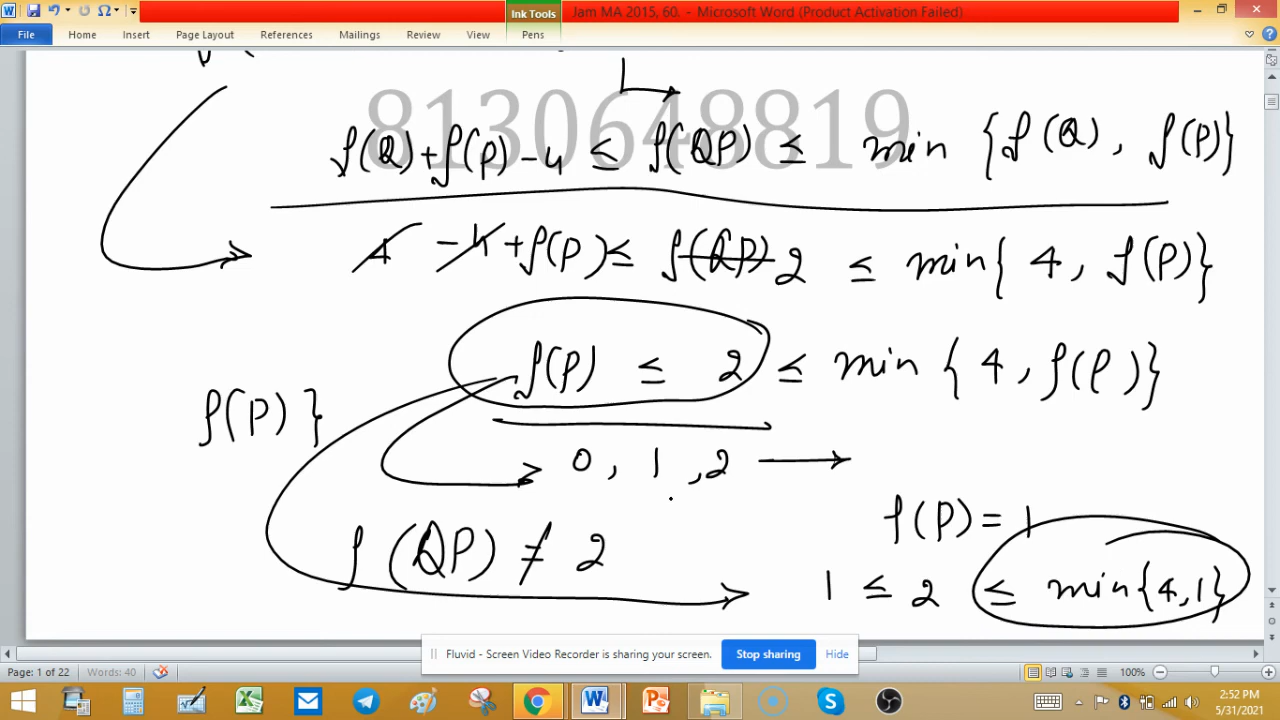 Ink Tools
Jam MA 2015, 60. - Microsoft Word (Product Activation Failed)
File Home Insert Page Layout References Mailings Review View Pens
8130648819
ρ(Q)+ρ(P)-4 ≤ ρ(QP) ≤ min {ρ(Q), ρ(P)}
4 -4 +ρ(P) ≤ ρ(QP) 2 ≤ min{ 4, ρ(P)}
ρ(P) ≤ 2 ≤ min { 4, ρ(P)}
ρ(P)}
0, 1, 2
ρ(P) = 1
ρ(QP) ≠ 2
1 ≤ 2 ≤ min{4,1}
Fluvid - Screen Video Recorder is sharing your screen. Stop sharing Hide
Page: 1 of 22 Words: 40 100%
2:52 PM
5/31/2021